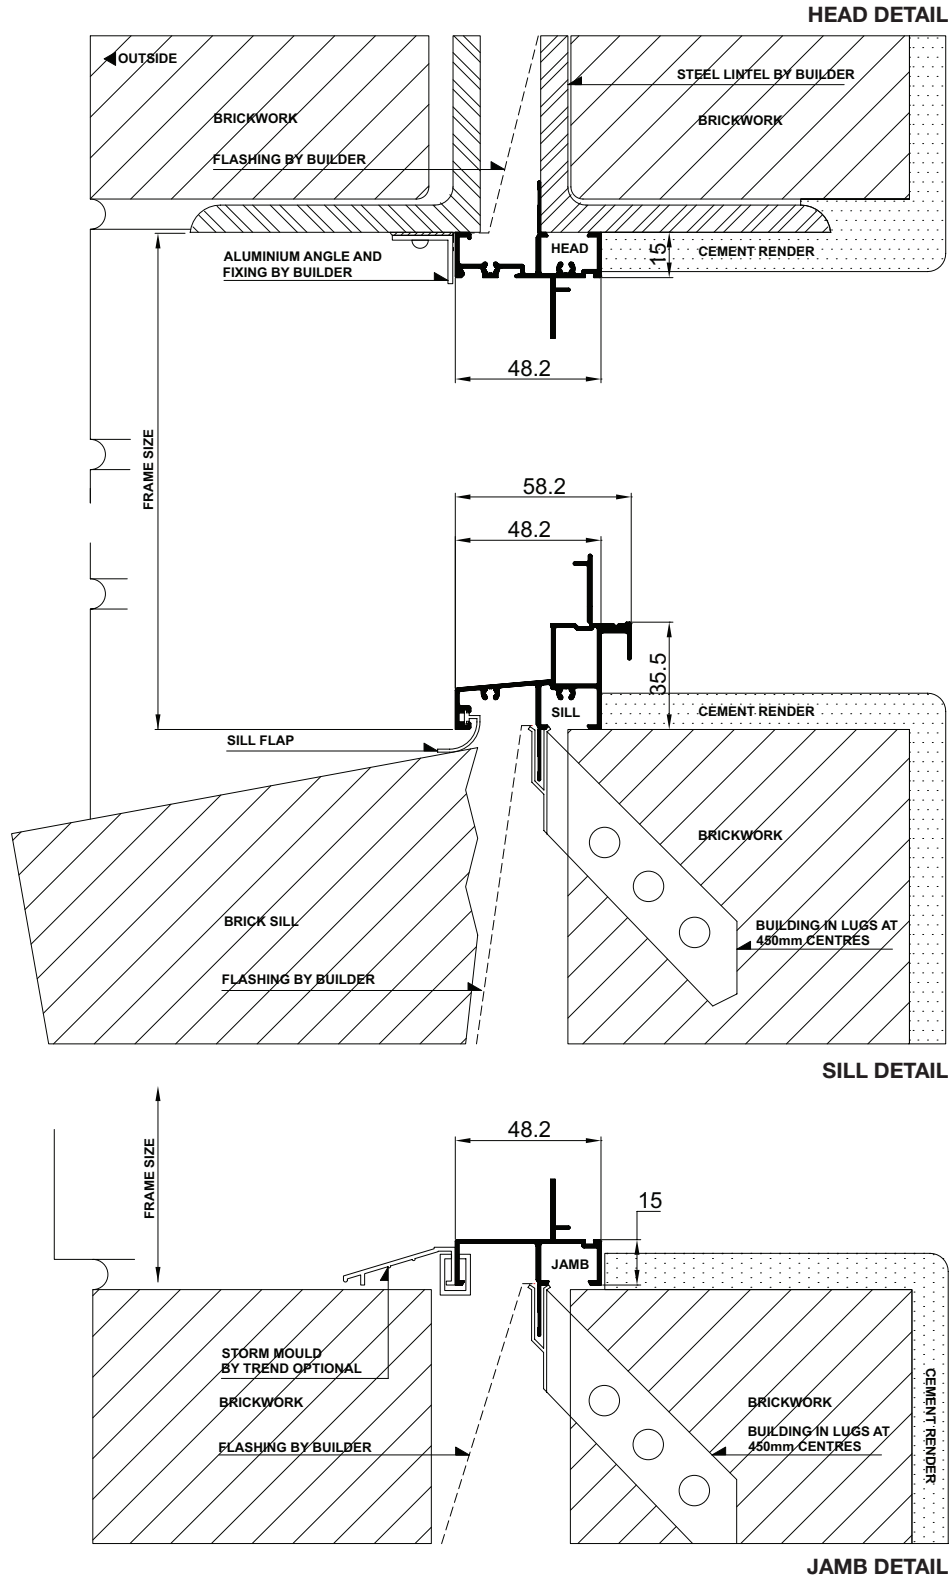 HEAD DETAIL
OUTSIDE
STEEL LINTEL BY BUILDER
BRICKWORK
BRICKWORK
FLASHING BY BUILDER
HEAD
15
CEMENT RENDER
ALUMINIUM ANGLE AND
FIXING BY BUILDER
48.2
FRAME SIZE
58.2
48.2
35.5
SILL
CEMENT RENDER
SILL FLAP
BRICKWORK
BRICK SILL
BUILDING IN LUGS AT
450mm CENTRES
FLASHING BY BUILDER
SILL DETAIL
FRAME SIZE
48.2
15
JAMB
STORM MOULD
BY TREND OPTIONAL
BRICKWORK
BRICKWORK
CEMENT RENDER
BUILDING IN LUGS AT
450mm CENTRES
FLASHING BY BUILDER
JAMB DETAIL